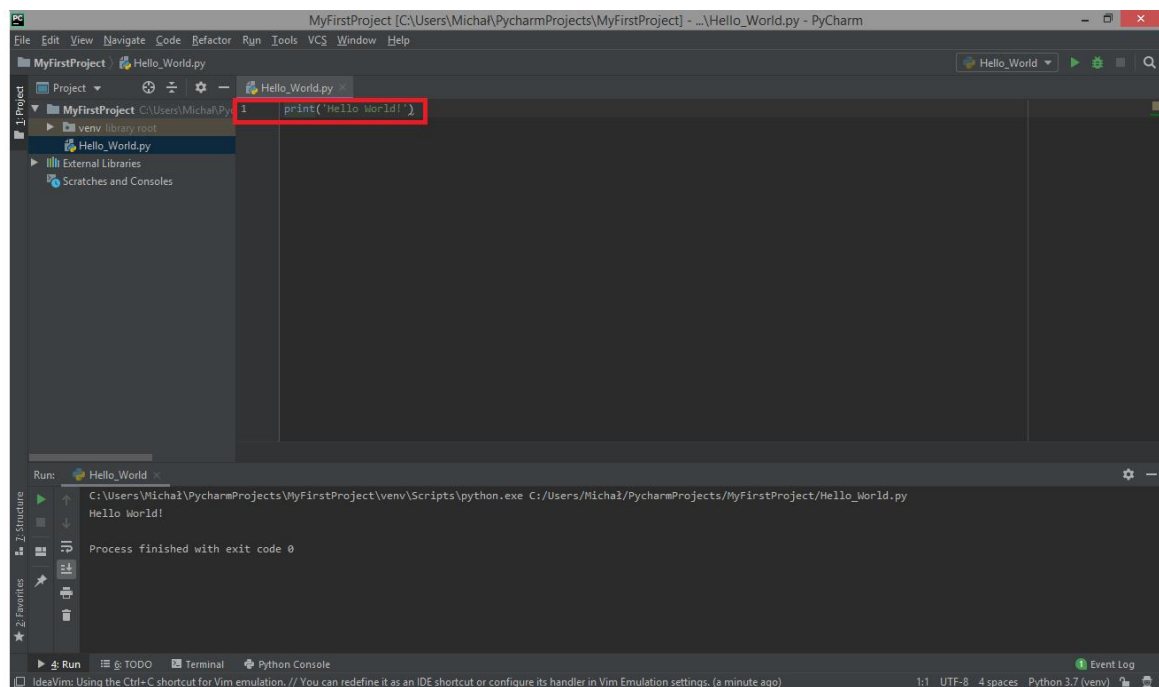 PC MyFirstProject [C:\Users\Michał\PycharmProjects\MyFirstProject] - ...\Hello_World.py - PyCharm
File Edit View Navigate Code Refactor Run Tools VCS Window Help
MyFirstProject Hello_World.py Hello_World
1: Project
Project Hello_World.py
MyFirstProject C:\Users\Michał\Pyc 1 print('Hello World!')
venv library root
Hello_World.py
External Libraries
Scratches and Consoles
Run: Hello_World
C:\Users\Michał\PycharmProjects\MyFirstProject\venv\Scripts\python.exe C:/Users/Michał/PycharmProjects/MyFirstProject/Hello_World.py
Hello World!
Process finished with exit code 0
7: Structure
2: Favorites
4: Run 6: TODO Terminal Python Console 1 Event Log
IdeaVim: Using the Ctrl+C shortcut for Vim emulation. // You can redefine it as an IDE shortcut or configure its handler in Vim Emulation settings. (a minute ago) 1:1 UTF-8 4 spaces Python 3.7 (venv)